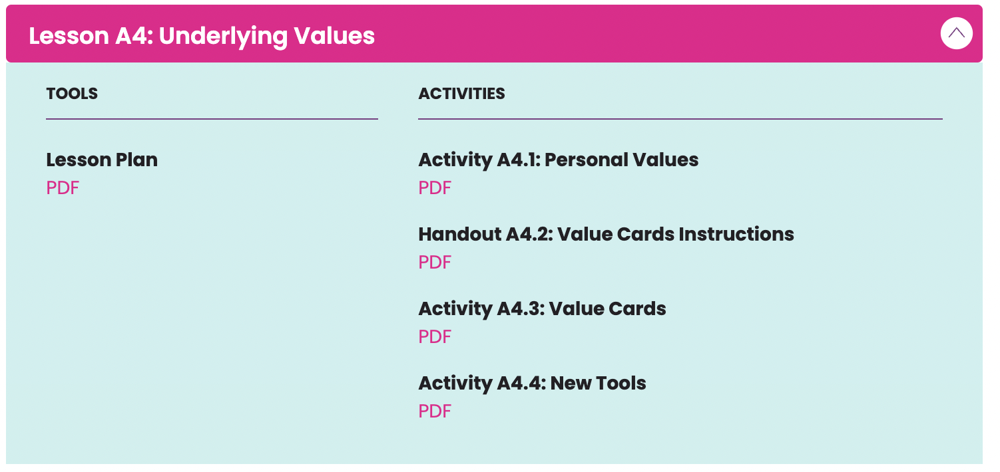 Lesson A4: Underlying Values
TOOLS
Lesson Plan
PDF
ACTIVITIES
Activity A4.1: Personal Values
PDF
Handout A4.2: Value Cards Instructions
PDF
Activity A4.3: Value Cards
PDF
Activity A4.4: New Tools
PDF